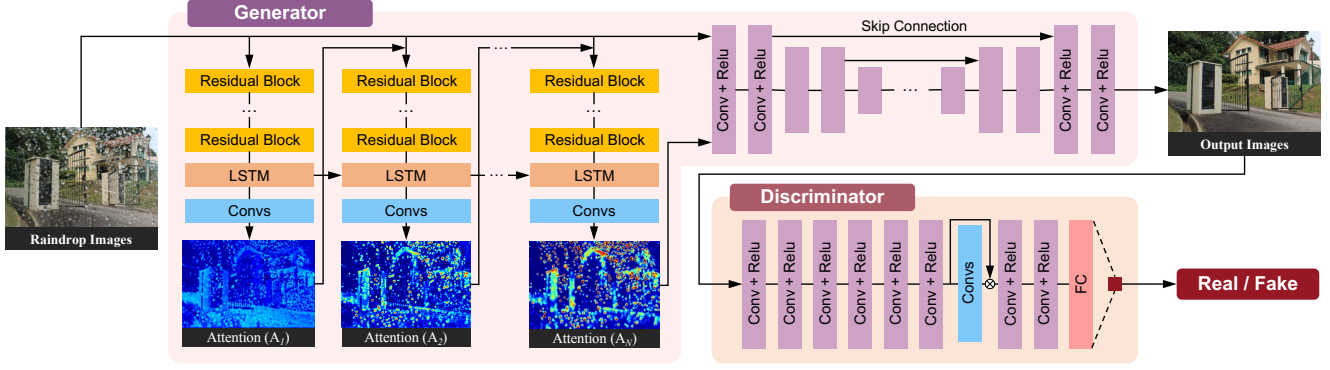 Generator
Skip Connection
Residual Block
Residual Block
Residual Block
...
...
...
...
Residual Block
Residual Block
Residual Block
LSTM
LSTM
...
LSTM
Convs
Convs
Convs
Raindrop Images
Attention (A1)
Attention (A2)
Attention (AN)
Conv + Relu
Conv + Relu
...
Conv + Relu
Conv + Relu
Output Images
Discriminator
Conv + Relu
Conv + Relu
Conv + Relu
Conv + Relu
Conv + Relu
Conv + Relu
Convs
Conv + Relu
Conv + Relu
FC
Real / Fake